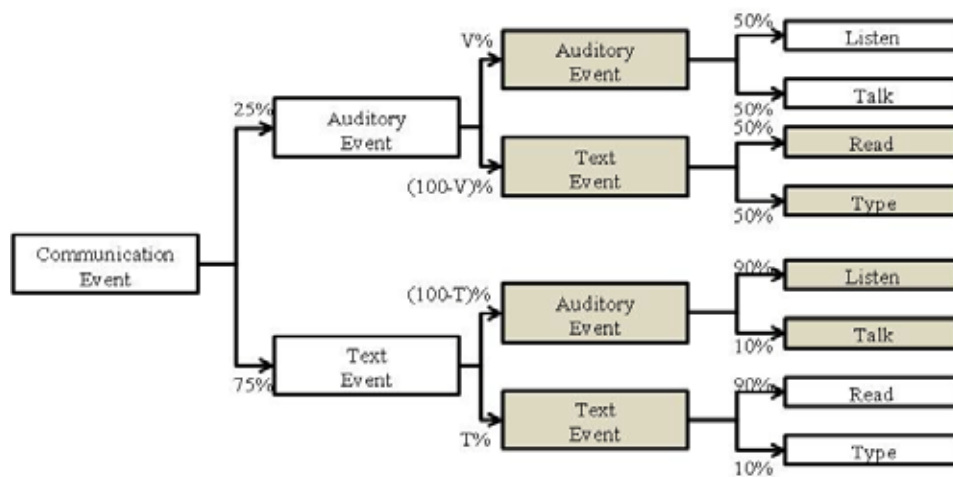 50%
Listen
V%
Auditory
Event
Talk
50%
25%
Auditory
Event
50%
Read
Text
Event
(100-V)%
Type
50%
Communication
Event
90%
Listen
(100-T)%
Auditory
Event
Talk
10%
Text
Event
75%
90%
Read
Text
Event
T%
Type
10%